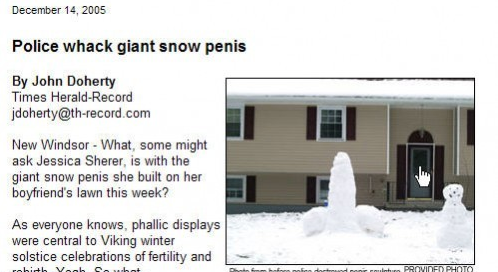 December 14, 2005
Police whack giant snow penis
By John Doherty
Times Herald-Record
jdoherty@th-record.com
New Windsor - What, some might
ask Jessica Sherer, is with the
giant snow penis she built on her
boyfriend's lawn this week?
As everyone knows, phallic displays
were central to Viking winter
solstice celebrations of fertility and
rebirth. Yeah. So what
Photo from before police destroyed penis sculpture. PROVIDED PHOTO